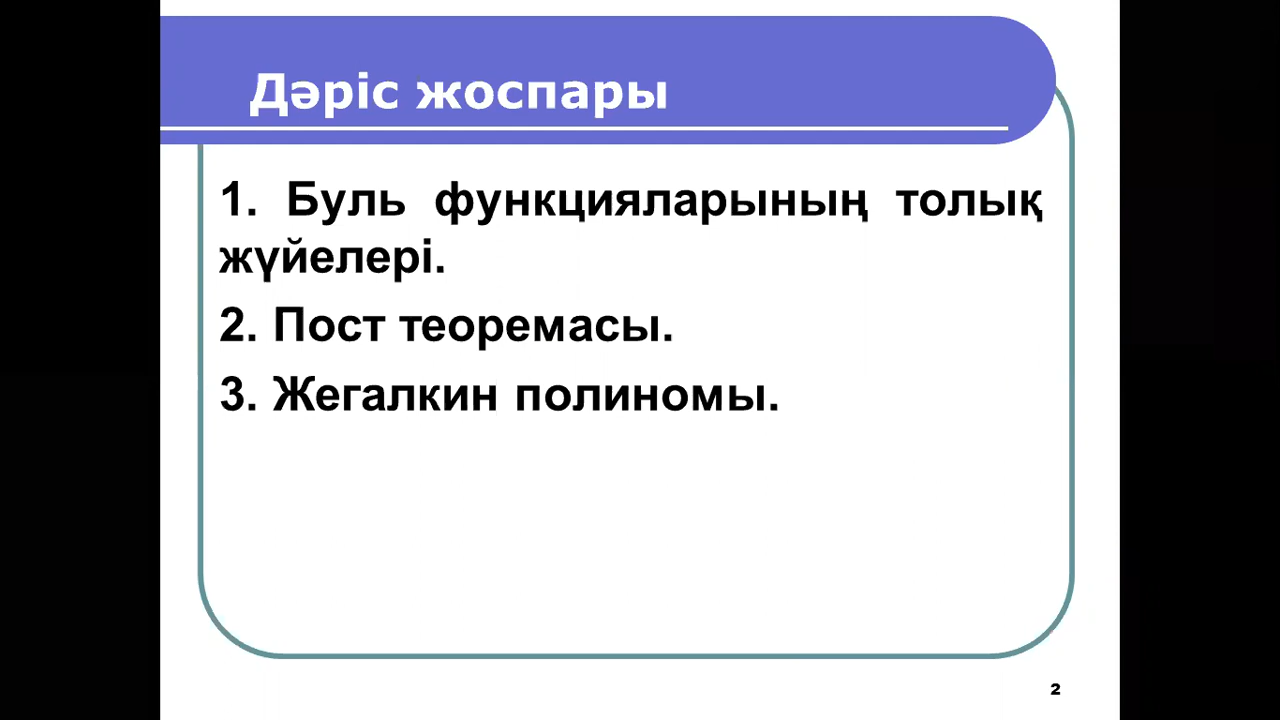 Дәріс жоспары
1. Буль функцияларының толық
жүйелері.
2. Пост теоремасы.
3. Жегалкин полиномы.
2